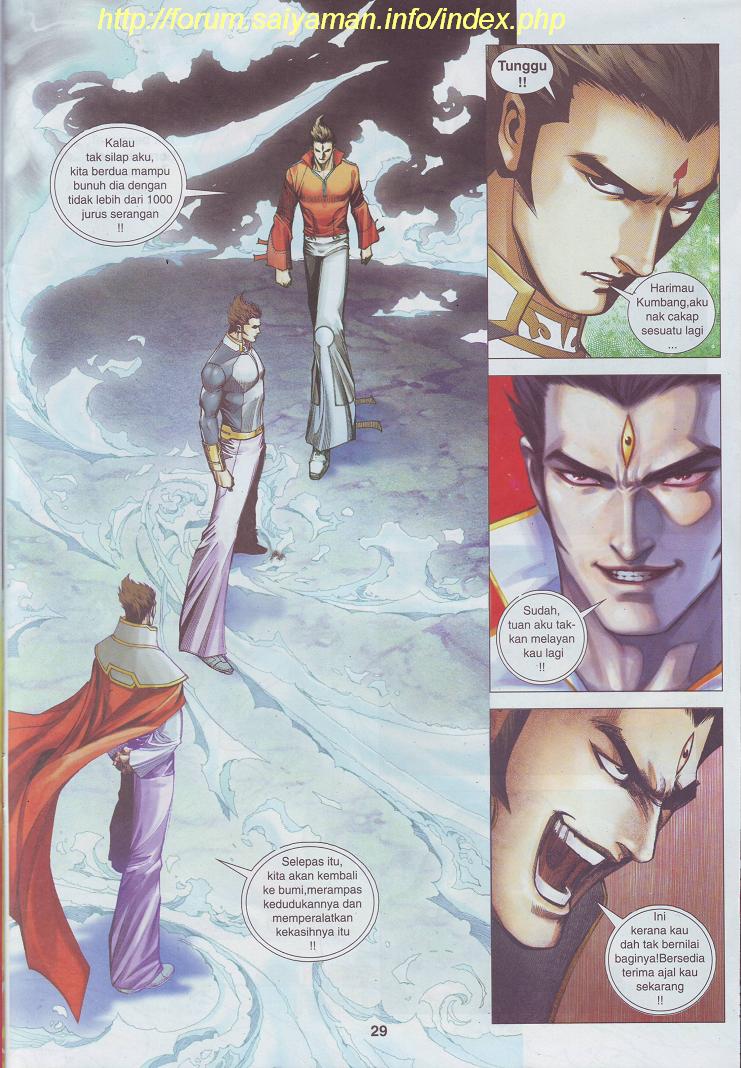 http://forum.saiyaman.info/index.php
Kalau
tak silap aku,
kita berdua mampu
bunuh dia dengan
tidak lebih dari 1000
jurus serangan
!!
Selepas itu,
kita akan kembali
ke bumi,merampas
kedudukannya dan
memperalatkan
kekasihnya itu
!!
Tunggu
!!
Harimau
Kumbang,aku
nak cakap
sesuatu lagi
...
Sudah,
tuan aku tak-
kan melayan
kau lagi
!!
Ini
kerana kau
dah tak bernilai
baginya!Bersedia
terima ajal kau
sekarang
!!
29